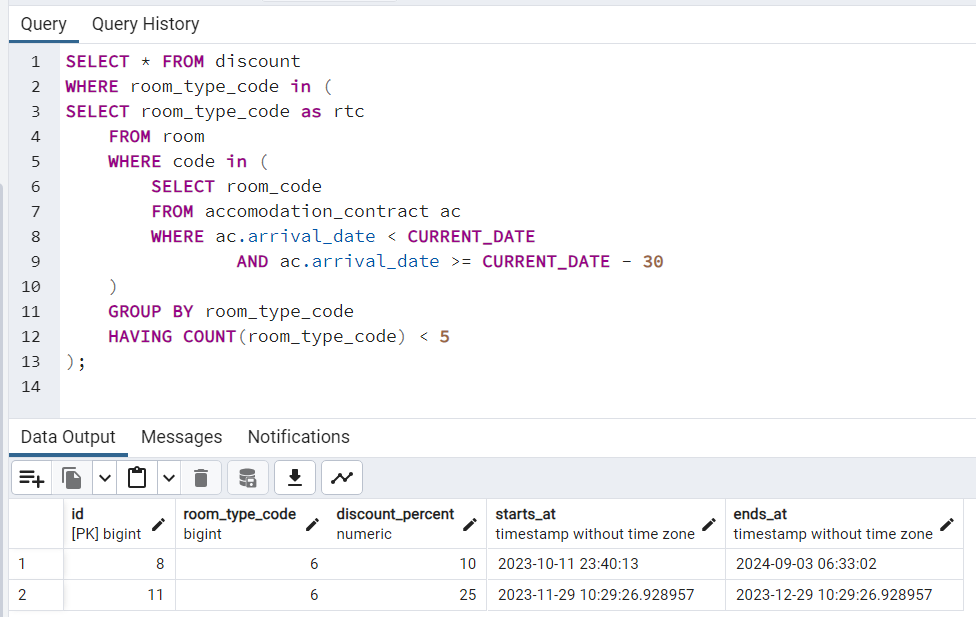 Query Query History
1 SELECT * FROM discount
2 WHERE room_type_code in (
3 SELECT room_type_code as rtc
4 FROM room
5 WHERE code in (
6 SELECT room_code
7 FROM accomodation_contract ac
8 WHERE ac.arrival_date < CURRENT_DATE
9 AND ac.arrival_date >= CURRENT_DATE - 30
10 )
11 GROUP BY room_type_code
12 HAVING COUNT(room_type_code) < 5
13 );
14
Data Output Messages Notifications
id room_type_code discount_percent starts_at ends_at
[PK] bigint bigint numeric timestamp without time zone timestamp without time zone
1 8 6 10 2023-10-11 23:40:13 2024-09-03 06:33:02
2 11 6 25 2023-11-29 10:29:26.928957 2023-12-29 10:29:26.928957